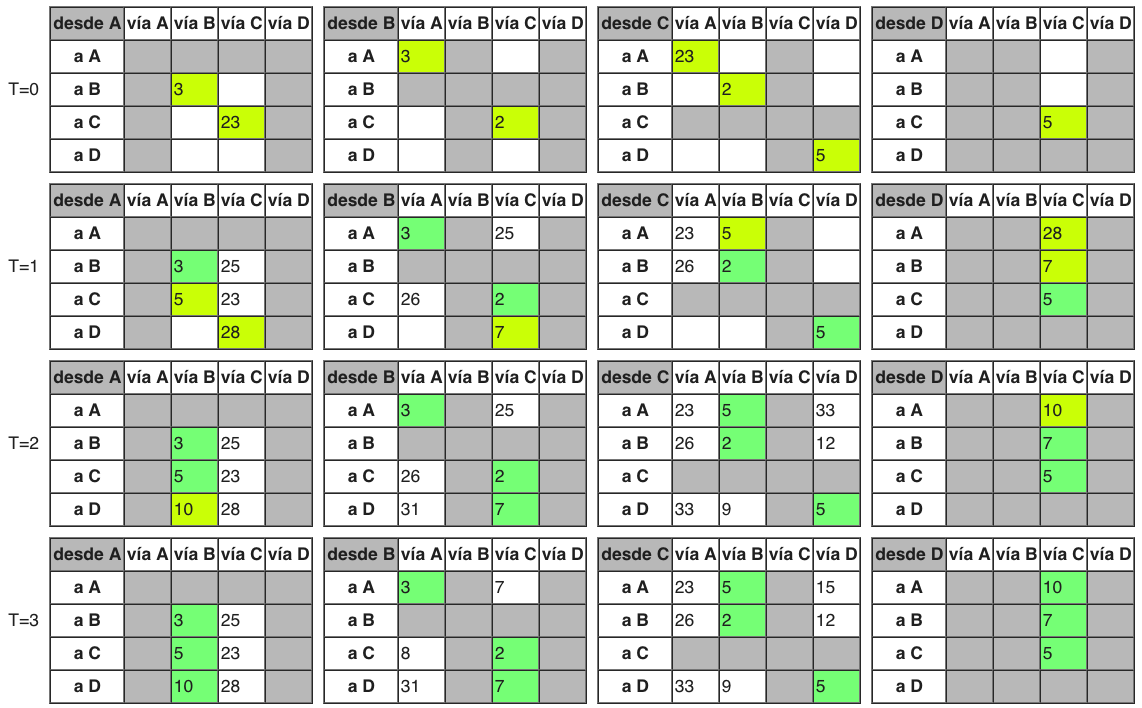 desde A vía A vía B vía C vía D desde B vía A vía B vía C vía D desde C vía A vía B vía C vía D desde D vía A vía B vía C vía D
a A a A 3 a A 23 a A
T=0 a B 3 a B a B 2 a B
a C 23 a C 2 a C a C 5
a D a D a D 5 a D
desde A vía A vía B vía C vía D desde B vía A vía B vía C vía D desde C vía A vía B vía C vía D desde D vía A vía B vía C vía D
a A a A 3 25 a A 23 5 a A 28
T=1 a B 3 25 a B a B 26 2 a B 7
a C 5 23 a C 26 2 a C a C 5
a D 28 a D 7 a D 5 a D
desde A vía A vía B vía C vía D desde B vía A vía B vía C vía D desde C vía A vía B vía C vía D desde D vía A vía B vía C vía D
a A a A 3 25 a A 23 5 33 a A 10
T=2 a B 3 25 a B a B 26 2 12 a B 7
a C 5 23 a C 26 2 a C a C 5
a D 10 28 a D 31 7 a D 33 9 5 a D
desde A vía A vía B vía C vía D desde B vía A vía B vía C vía D desde C vía A vía B vía C vía D desde D vía A vía B vía C vía D
a A a A 3 7 a A 23 5 15 a A 10
T=3 a B 3 25 a B a B 26 2 12 a B 7
a C 5 23 a C 8 2 a C a C 5
a D 10 28 a D 31 7 a D 33 9 5 a D